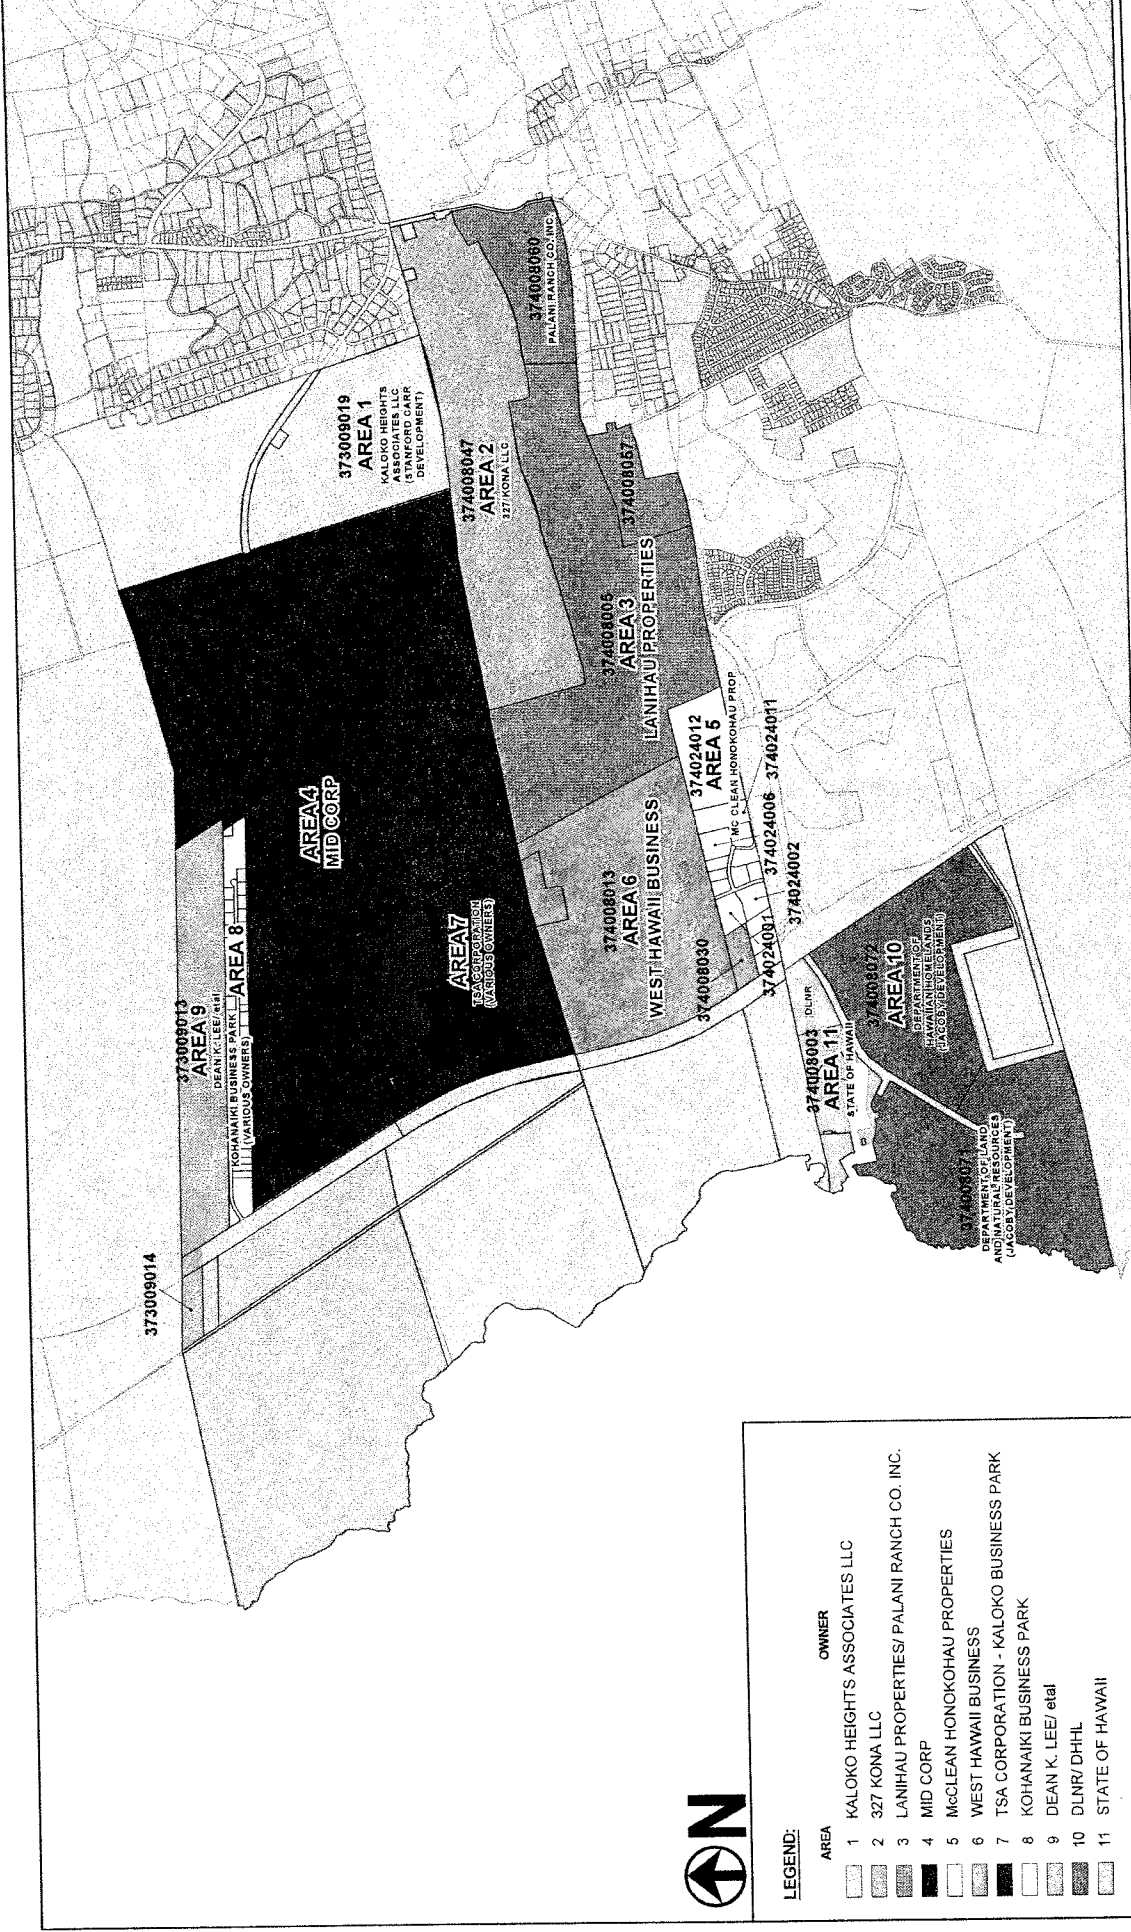 373009019
AREA 1
KALOKO HEIGHTS
ASSOCIATES LLC
(STANFORD CARR
DEVELOPMENT)
374008047
AREA 2
327 KONA LLC
374008060
PALANI RANCH CO. INC.
374008057
374008005
AREA 3
LANIHAU PROPERTIES
AREA 4
MID CORP
374024012
AREA 5
MC CLEAN HONOKOHAU PROP
374024011
374024006
374024002
374024001
374008030
374008013
AREA 6
WEST HAWAII BUSINESS
AREA 7
TSA CORPORATION
(VARIOUS OWNERS)
AREA 8
KOHANAIKI BUSINESS PARK
(VARIOUS OWNERS)
373009013
AREA 9
DEAN K. LEE/ etal
373009014
374008072
AREA 10
DEPARTMENT OF
HAWAIIAN HOMELANDS
(JACOBY DEVELOPMENT)
374008003
DLNR
AREA 11
STATE OF HAWAII
374008071
DEPARTMENT OF LAND
AND NATURAL RESOURCES
(JACOBY DEVELOPMENT)
N
LEGEND:
AREA OWNER
1 KALOKO HEIGHTS ASSOCIATES LLC
2 327 KONA LLC
3 LANIHAU PROPERTIES/ PALANI RANCH CO. INC.
4 MID CORP
5 McCLEAN HONOKOHAU PROPERTIES
6 WEST HAWAII BUSINESS
7 TSA CORPORATION - KALOKO BUSINESS PARK
8 KOHANAIKI BUSINESS PARK
9 DEAN K. LEE/ etal
10 DLNR/ DHHL
11 STATE OF HAWAII